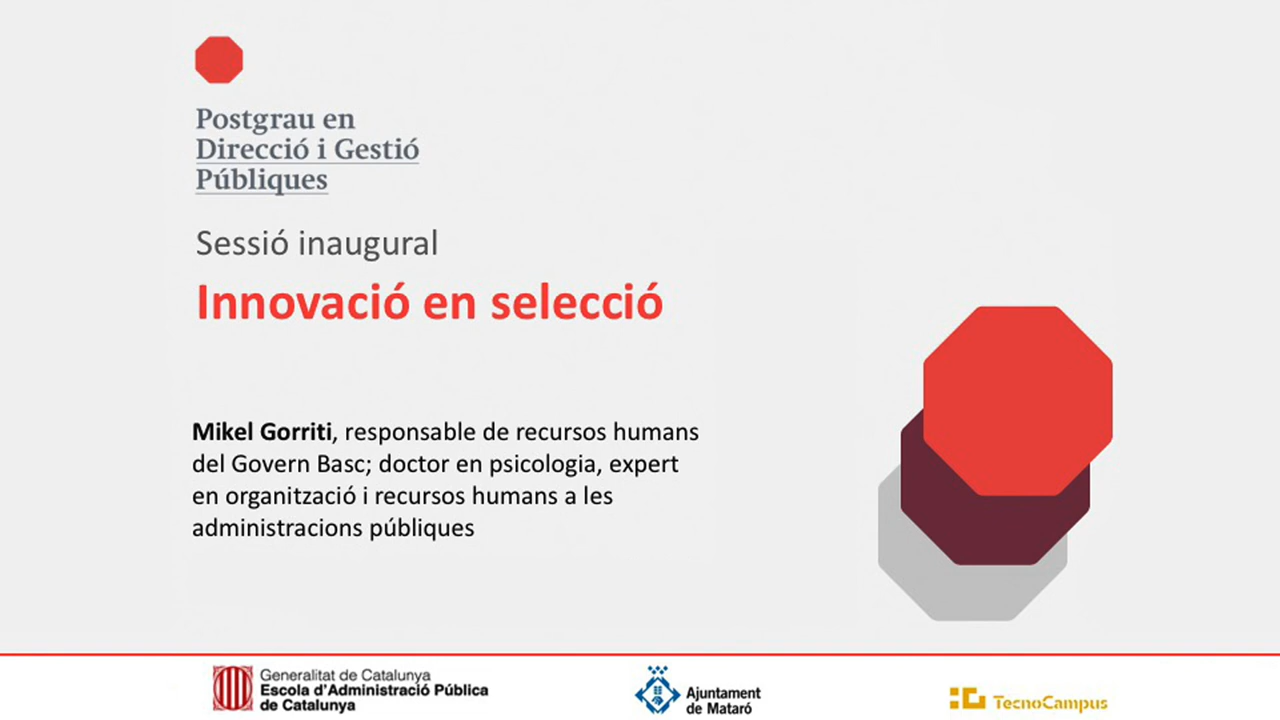 Postgrau en
Direcció i Gestió
Públiques
Sessió inaugural
Innovació en selecció
Mikel Gorriti, responsable de recursos humans
del Govern Basc; doctor en psicologia, expert
en organització i recursos humans a les
administracions públiques
Generalitat de Catalunya
Escola d'Administració Pública
de Catalunya
Ajuntament
de Mataró
TecnoCampus